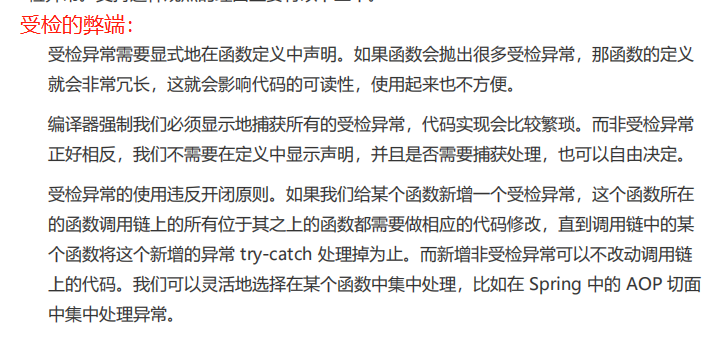 受检的弊端：
受检异常需要显式地在函数定义中声明。如果函数会抛出很多受检异常，那函数的定义
就会非常冗长，这就会影响代码的可读性，使用起来也不方便。
编译器强制我们必须显示地捕获所有的受检异常，代码实现会比较繁琐。而非受检异常
正好相反，我们不需要在定义中显示声明，并且是否需要捕获处理，也可以自由决定。
受检异常的使用违反开闭原则。如果我们给某个函数新增一个受检异常，这个函数所在
的函数调用链上的所有位于其之上的函数都需要做相应的代码修改，直到调用链中的某
个函数将这个新增的异常 try-catch 处理掉为止。而新增非受检异常可以不改动调用链
上的代码。我们可以灵活地选择在某个函数中集中处理，比如在 Spring 中的 AOP 切面
中集中处理异常。